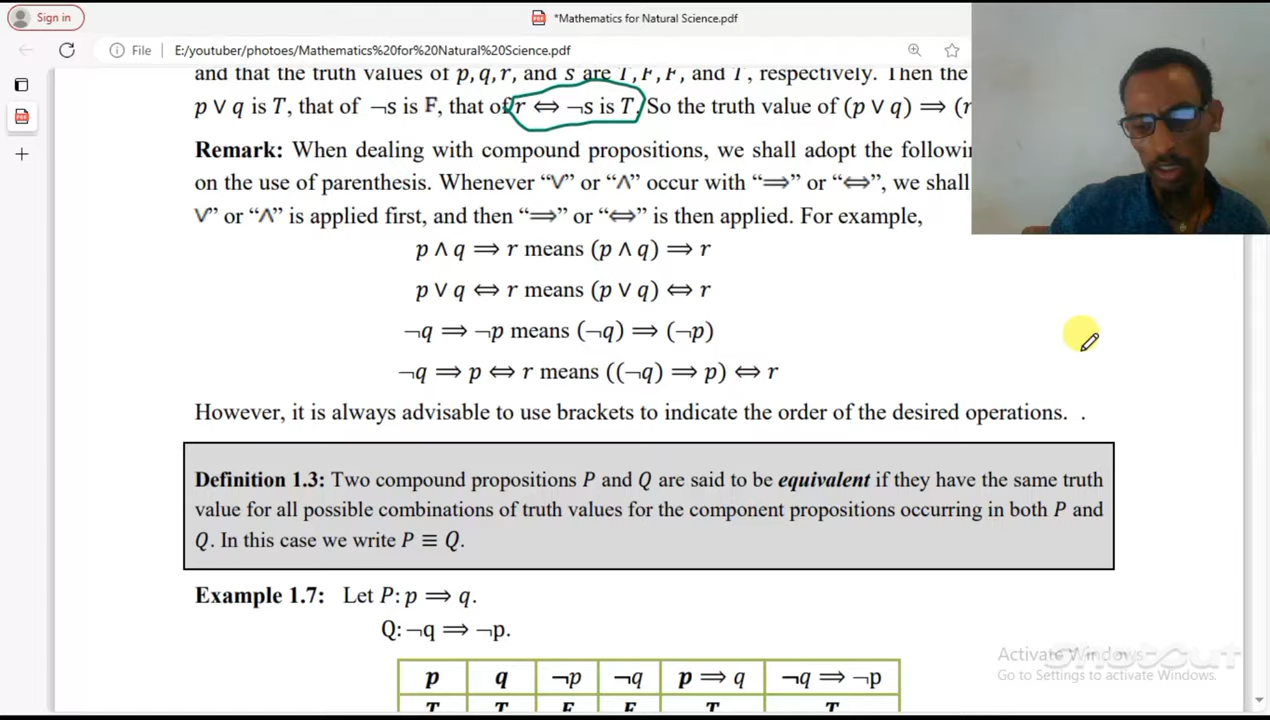 Sign in
*Mathematics for Natural Science.pdf
File E:/youtuber/photoes/Mathematics%20for%20Natural%20Science.pdf
and that the truth values of p, q, r, and s are T, F, F, and T, respectively. Then the
p ∨ q is T, that of ¬s is F, that of r ⟺ ¬s is T. So the truth value of (p ∨ q) ⟹ (r
Remark: When dealing with compound propositions, we shall adopt the followi
on the use of parenthesis. Whenever “∨” or “∧” occur with “⟹” or “⟺”, we shall
∨” or “∧” is applied first, and then “⟹” or “⟺” is then applied. For example,
p ∧ q ⟹ r means (p ∧ q) ⟹ r
p ∨ q ⟺ r means (p ∨ q) ⟺ r
¬q ⟹ ¬p means (¬q) ⟹ (¬p)
¬q ⟹ p ⟺ r means ((¬q) ⟹ p) ⟺ r
However, it is always advisable to use brackets to indicate the order of the desired operations. .
Definition 1.3: Two compound propositions P and Q are said to be equivalent if they have the same truth
value for all possible combinations of truth values for the component propositions occurring in both P and
Q. In this case we write P ≡ Q.
Example 1.7: Let P: p ⟹ q.
Q: ¬q ⟹ ¬p.
p q ¬p ¬q p ⟹ q ¬q ⟹ ¬p
T T F F T T
Activate Windows
Go to Settings to activate Windows.